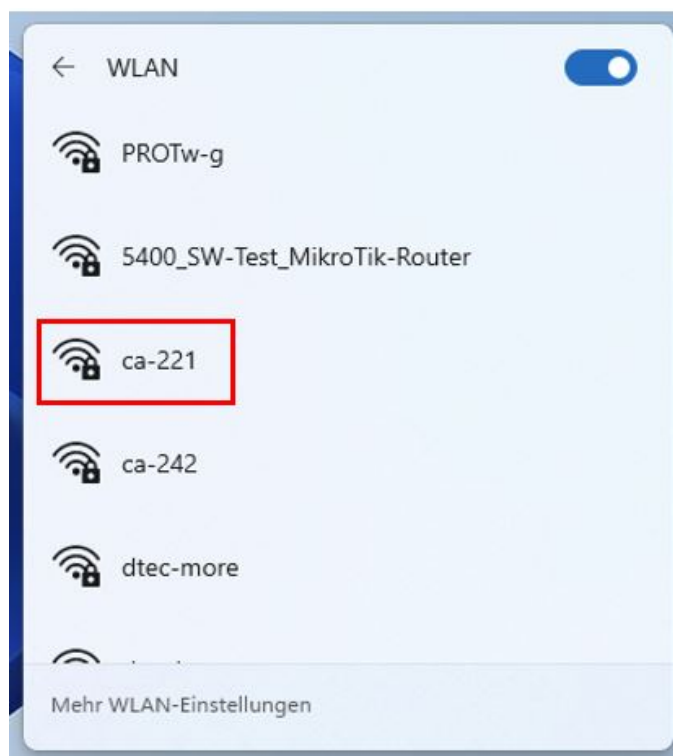 WLAN
PROTw-g
5400_SW-Test_MikroTik-Router
ca-221
ca-242
dtec-more
Mehr WLAN-Einstellungen